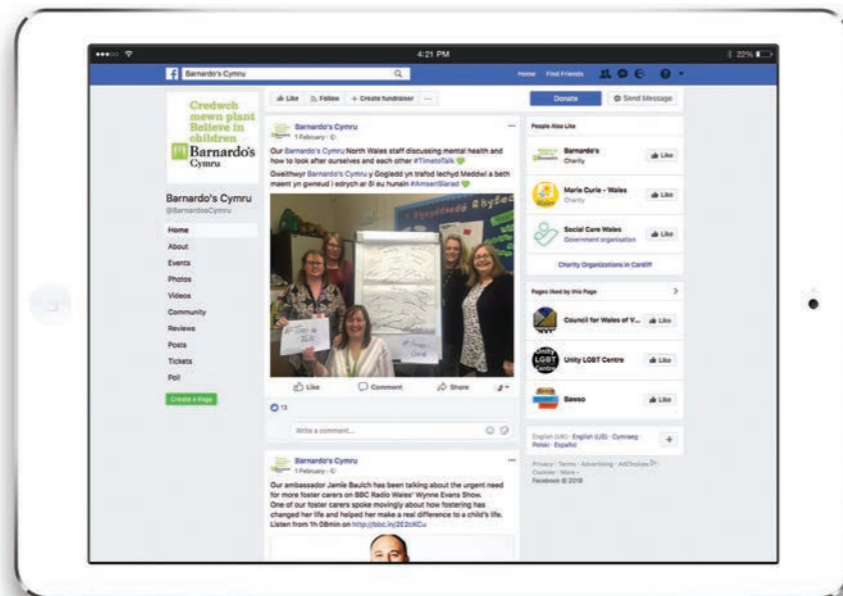 4:21 PM
22%
Barnardo's Cymru
Home Find Friends
Credwch
mewn plant
Believe in
children
Barnardo's
Cymru
Barnardo's Cymru
@BarnardosCymru
Home
About
Events
Photos
Videos
Community
Reviews
Posts
Tickets
Poll
Create a Page
Like Follow + Create fundraiser ...
Donate Send Message
Barnardo's Cymru
1 February
Our Barnardo's Cymru North Wales staff discussing mental health and
how to look after ourselves and each other #TimetoTalk
Gweithwyr Barnardo's Cymru y Gogledd yn trafod Iechyd Meddwl a beth
maent yn gwneud i edrych ar ôl eu hunain #AmserISiarad
Like Comment Share
13
Write a comment...
Barnardo's Cymru
1 February
Our ambassador Jamie Baulch has been talking about the urgent need
for more foster carers on BBC Radio Wales' Wynne Evans Show.
One of our foster carers spoke movingly about how fostering has
changed her life and helped her make a real difference to a child's life.
Listen from 1h 08min on http://bbc.in/2E2cKCu
People Also Like
Barnardo's
Charity
Like
Marie Curie - Wales
Charity
Like
Social Care Wales
Government organisation
Like
Charity Organizations in Cardiff
Pages liked by this Page
Council for Wales of V...
Like
Unity LGBT Centre
Like
Bawso
Like
English (UK) · English (US) · Cymraeg ·
Polski · Español
Privacy · Terms · Advertising · AdChoices
Cookies · More
Facebook © 2018